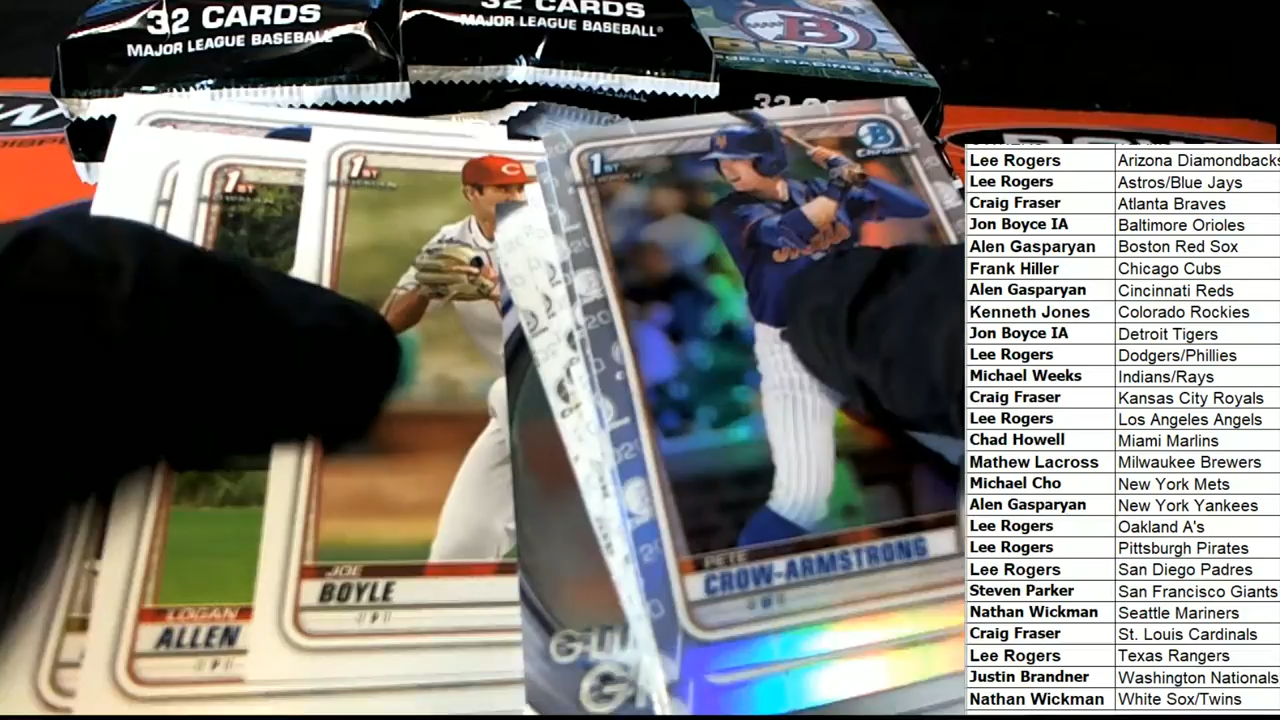 32 CARDS
MAJOR LEAGUE BASEBALL
32 CARDS
MAJOR LEAGUE BASEBALL®
B
DRAFT
32
1ST
LOGAN
ALLEN
1ST
C
JOE
BOYLE
1ST
B
Chrome
PETE
CROW-ARMSTRONG
Lee Rogers Arizona Diamondbacks
Lee Rogers Astros/Blue Jays
Craig Fraser Atlanta Braves
Jon Boyce IA Baltimore Orioles
Alen Gasparyan Boston Red Sox
Frank Hiller Chicago Cubs
Alen Gasparyan Cincinnati Reds
Kenneth Jones Colorado Rockies
Jon Boyce IA Detroit Tigers
Lee Rogers Dodgers/Phillies
Michael Weeks Indians/Rays
Craig Fraser Kansas City Royals
Lee Rogers Los Angeles Angels
Chad Howell Miami Marlins
Mathew Lacross Milwaukee Brewers
Michael Cho New York Mets
Alen Gasparyan New York Yankees
Lee Rogers Oakland A's
Lee Rogers Pittsburgh Pirates
Lee Rogers San Diego Padres
Steven Parker San Francisco Giants
Nathan Wickman Seattle Mariners
Craig Fraser St. Louis Cardinals
Lee Rogers Texas Rangers
Justin Brandner Washington Nationals
Nathan Wickman White Sox/Twins